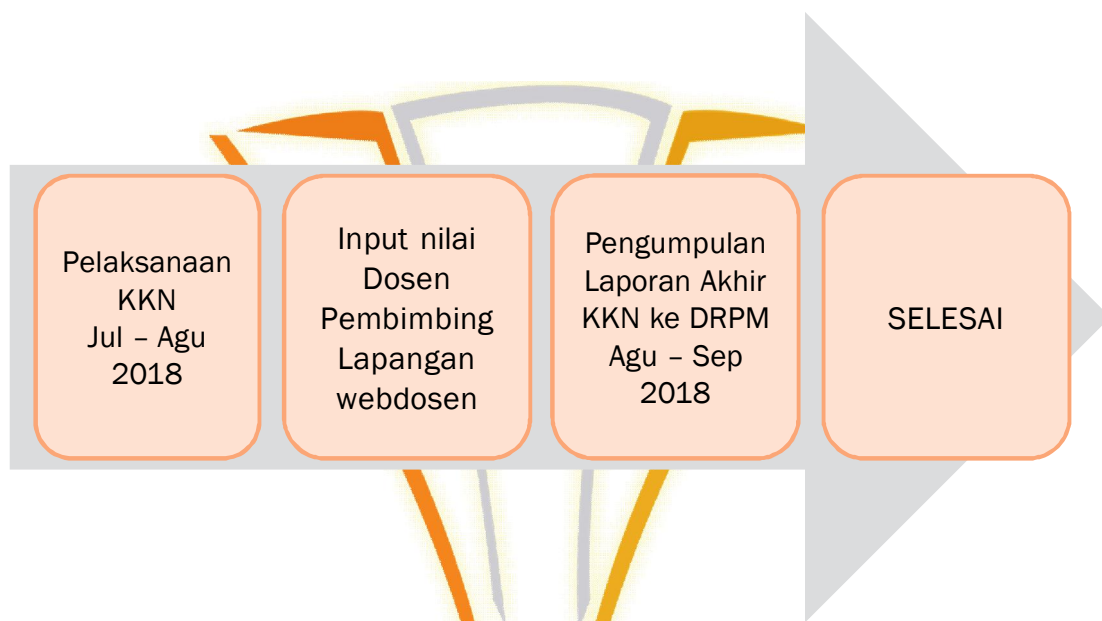 Pelaksanaan
KKN
Jul – Agu
2018
Input nilai
Dosen
Pembimbing
Lapangan
webdosen
Pengumpulan
Laporan Akhir
KKN ke DRPM
Agu – Sep
2018
SELESAI